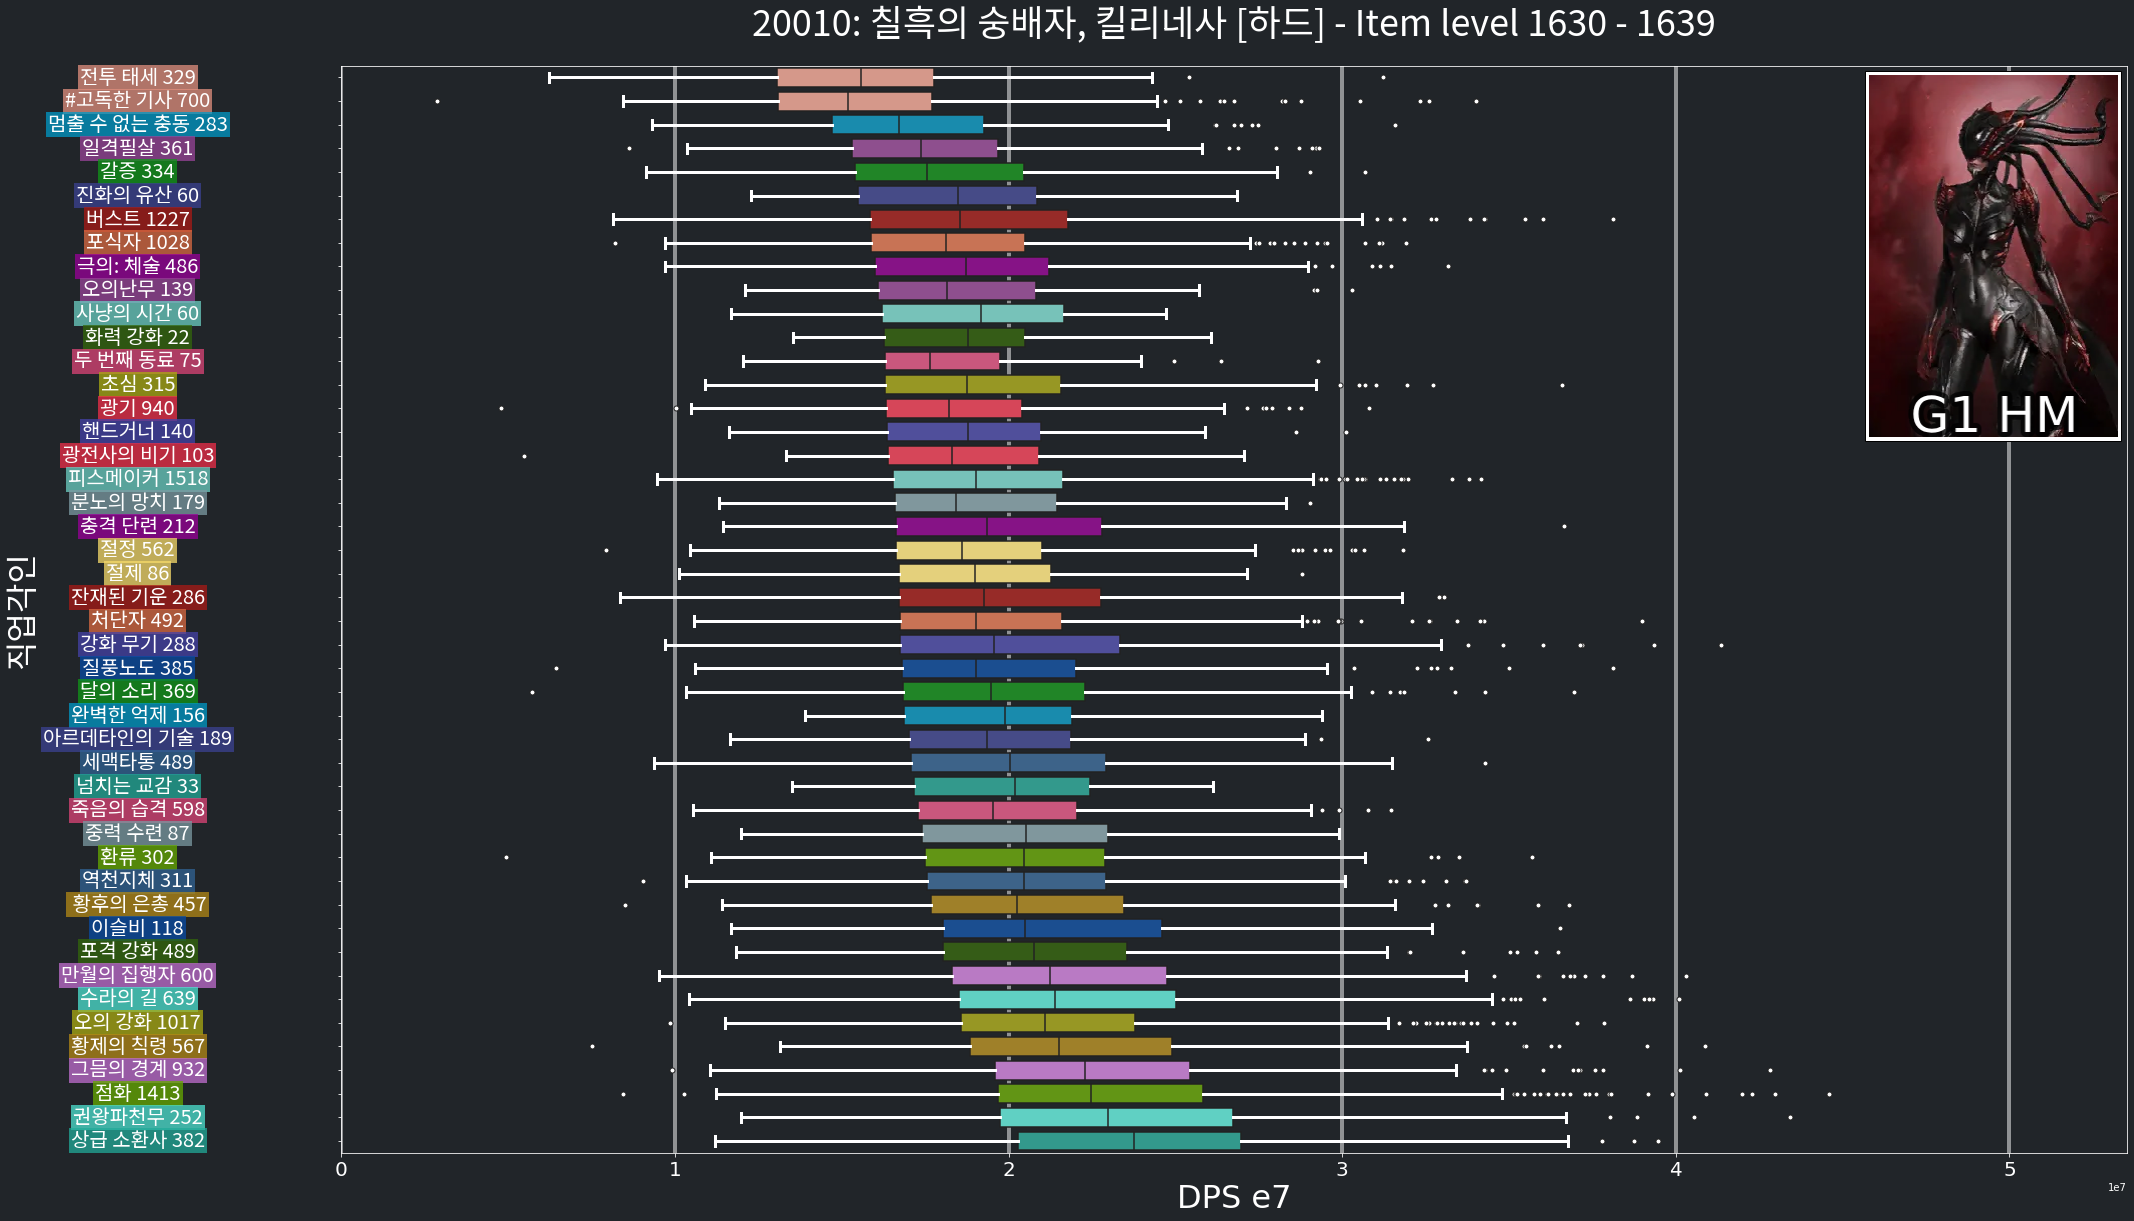 20010: 칠흑의 숭배자, 킬리네사 [하드] - Item level 1630 - 1639
전투 태세 329
#고독한 기사 700
멈출 수 없는 충동 283
일격필살 361
갈증 334
진화의 유산 60
버스트 1227
포식자 1028
극의: 체술 486
오의난무 139
사냥의 시간 60
화력 강화 22
두 번째 동료 75
초심 315
광기 940
핸드거너 140
광전사의 비기 103
피스메이커 1518
분노의 망치 179
충격 단련 212
절정 562
절제 86
잔재된 기운 286
처단자 492
강화 무기 288
질풍노도 385
달의 소리 369
완벽한 억제 156
아르데타인의 기술 189
세맥타통 489
넘치는 교감 33
죽음의 습격 598
중력 수련 87
환류 302
역천지체 311
황후의 은총 457
이슬비 118
포격 강화 489
만월의 집행자 600
수라의 길 639
오의 강화 1017
황제의 칙령 567
그믐의 경계 932
점화 1413
권왕파천무 252
상급 소환사 382
직업각인
G1 HM
0 1 2 3 4 5
1e7
DPS e7